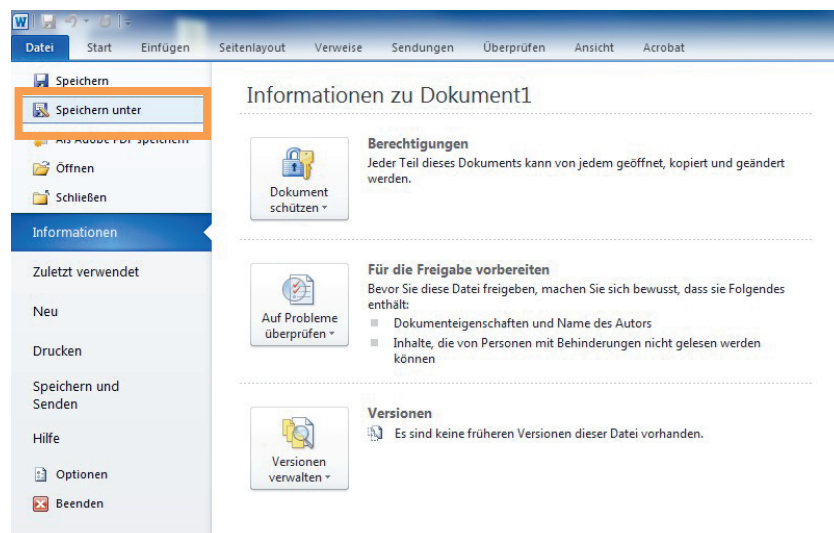 W
Datei Start Einfügen Seitenlayout Verweise Sendungen Überprüfen Ansicht Acrobat
Speichern
Speichern unter
Als Adobe PDF speichern
Öffnen
Schließen
Informationen
Zuletzt verwendet
Neu
Drucken
Speichern und
Senden
Hilfe
Optionen
Beenden
Informationen zu Dokument1
Dokument
schützen
Berechtigungen
Jeder Teil dieses Dokuments kann von jedem geöffnet, kopiert und geändert
werden.
Auf Probleme
überprüfen
Für die Freigabe vorbereiten
Bevor Sie diese Datei freigeben, machen Sie sich bewusst, dass sie Folgendes
enthält:
Dokumenteigenschaften und Name des Autors
Inhalte, die von Personen mit Behinderungen nicht gelesen werden
können
Versionen
verwalten
Versionen
Es sind keine früheren Versionen dieser Datei vorhanden.